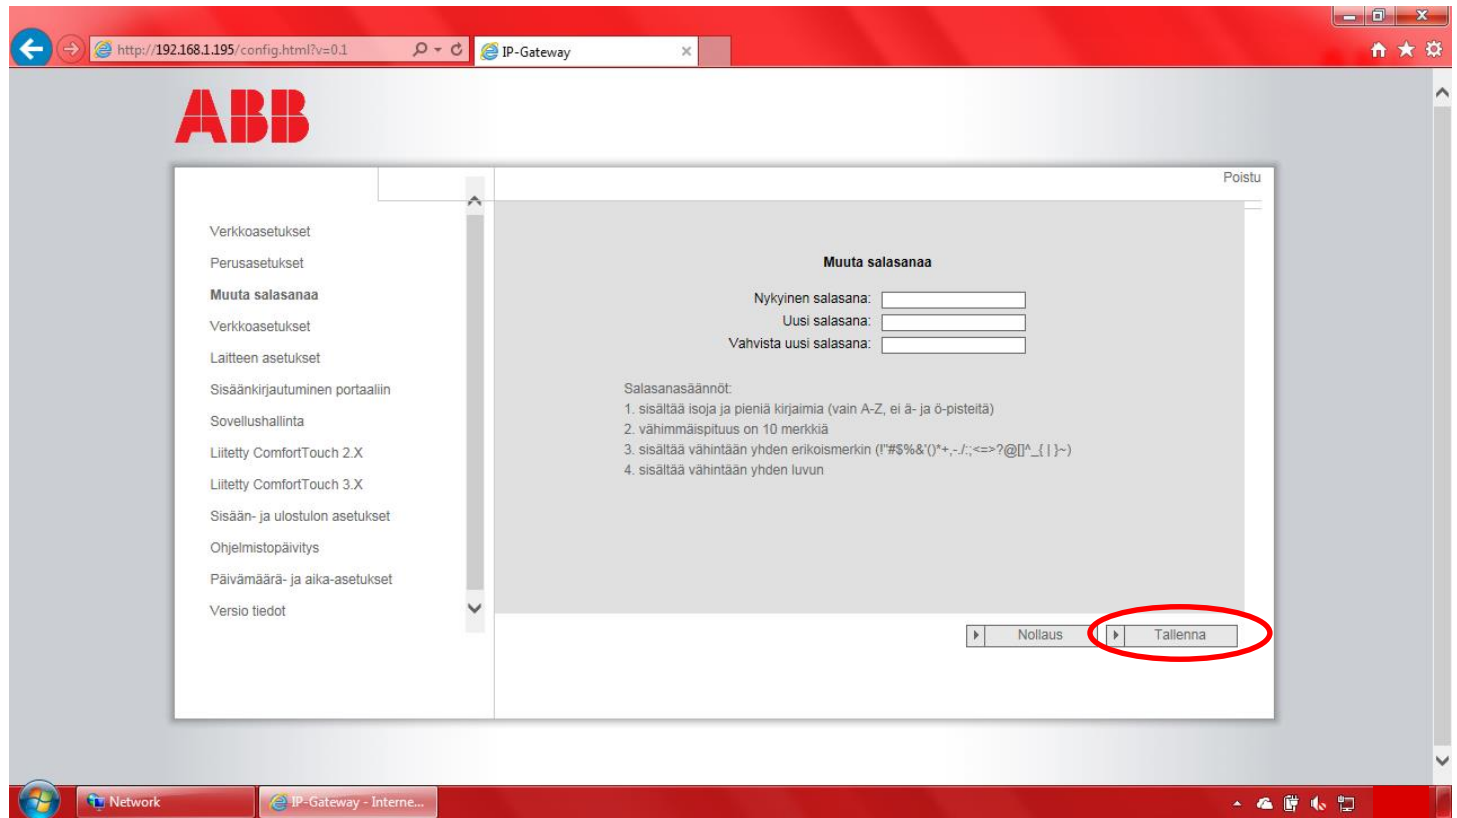 http://192.168.1.195/config.html?v=0.1
IP-Gateway
ABB
Poistu
Verkkoasetukset
Perusasetukset
Muuta salasanaa
Verkkoasetukset
Laitteen asetukset
Sisäänkirjautuminen portaaliin
Sovellushallinta
Liitetty ComfortTouch 2.X
Liitetty ComfortTouch 3.X
Sisään- ja ulostulon asetukset
Ohjelmistopäivitys
Päivämäärä- ja aika-asetukset
Versio tiedot
Muuta salasanaa
Nykyinen salasana:
Uusi salasana:
Vahvista uusi salasana:
Salasanasäännöt:
1. sisältää isoja ja pieniä kirjaimia (vain A-Z, ei ä- ja ö-pisteitä)
2. vähimmäispituus on 10 merkkiä
3. sisältää vähintään yhden erikoismerkin (!"#$%&'()*+,-./:;<=>?@[]^_{ | }~)
4. sisältää vähintään yhden luvun
Nollaus
Tallenna
Network
IP-Gateway - Interne...